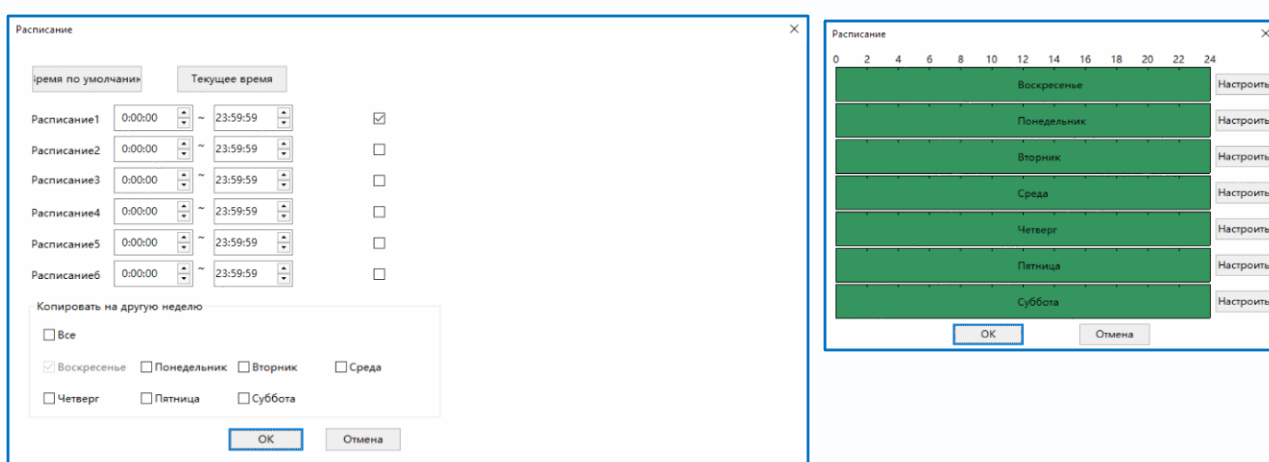 Расписание
Время по умолчанию Текущее время
Расписание1 0:00:00 ~ 23:59:59
Расписание2 0:00:00 ~ 23:59:59
Расписание3 0:00:00 ~ 23:59:59
Расписание4 0:00:00 ~ 23:59:59
Расписание5 0:00:00 ~ 23:59:59
Расписание6 0:00:00 ~ 23:59:59
Копировать на другую неделю
Все
Воскресенье Понедельник Вторник Среда
Четверг Пятница Суббота
OK Отмена
Расписание
0 2 4 6 8 10 12 14 16 18 20 22 24
Воскресенье Настроить
Понедельник Настроить
Вторник Настроить
Среда Настроить
Четверг Настроить
Пятница Настроить
Суббота Настроить
OK Отмена